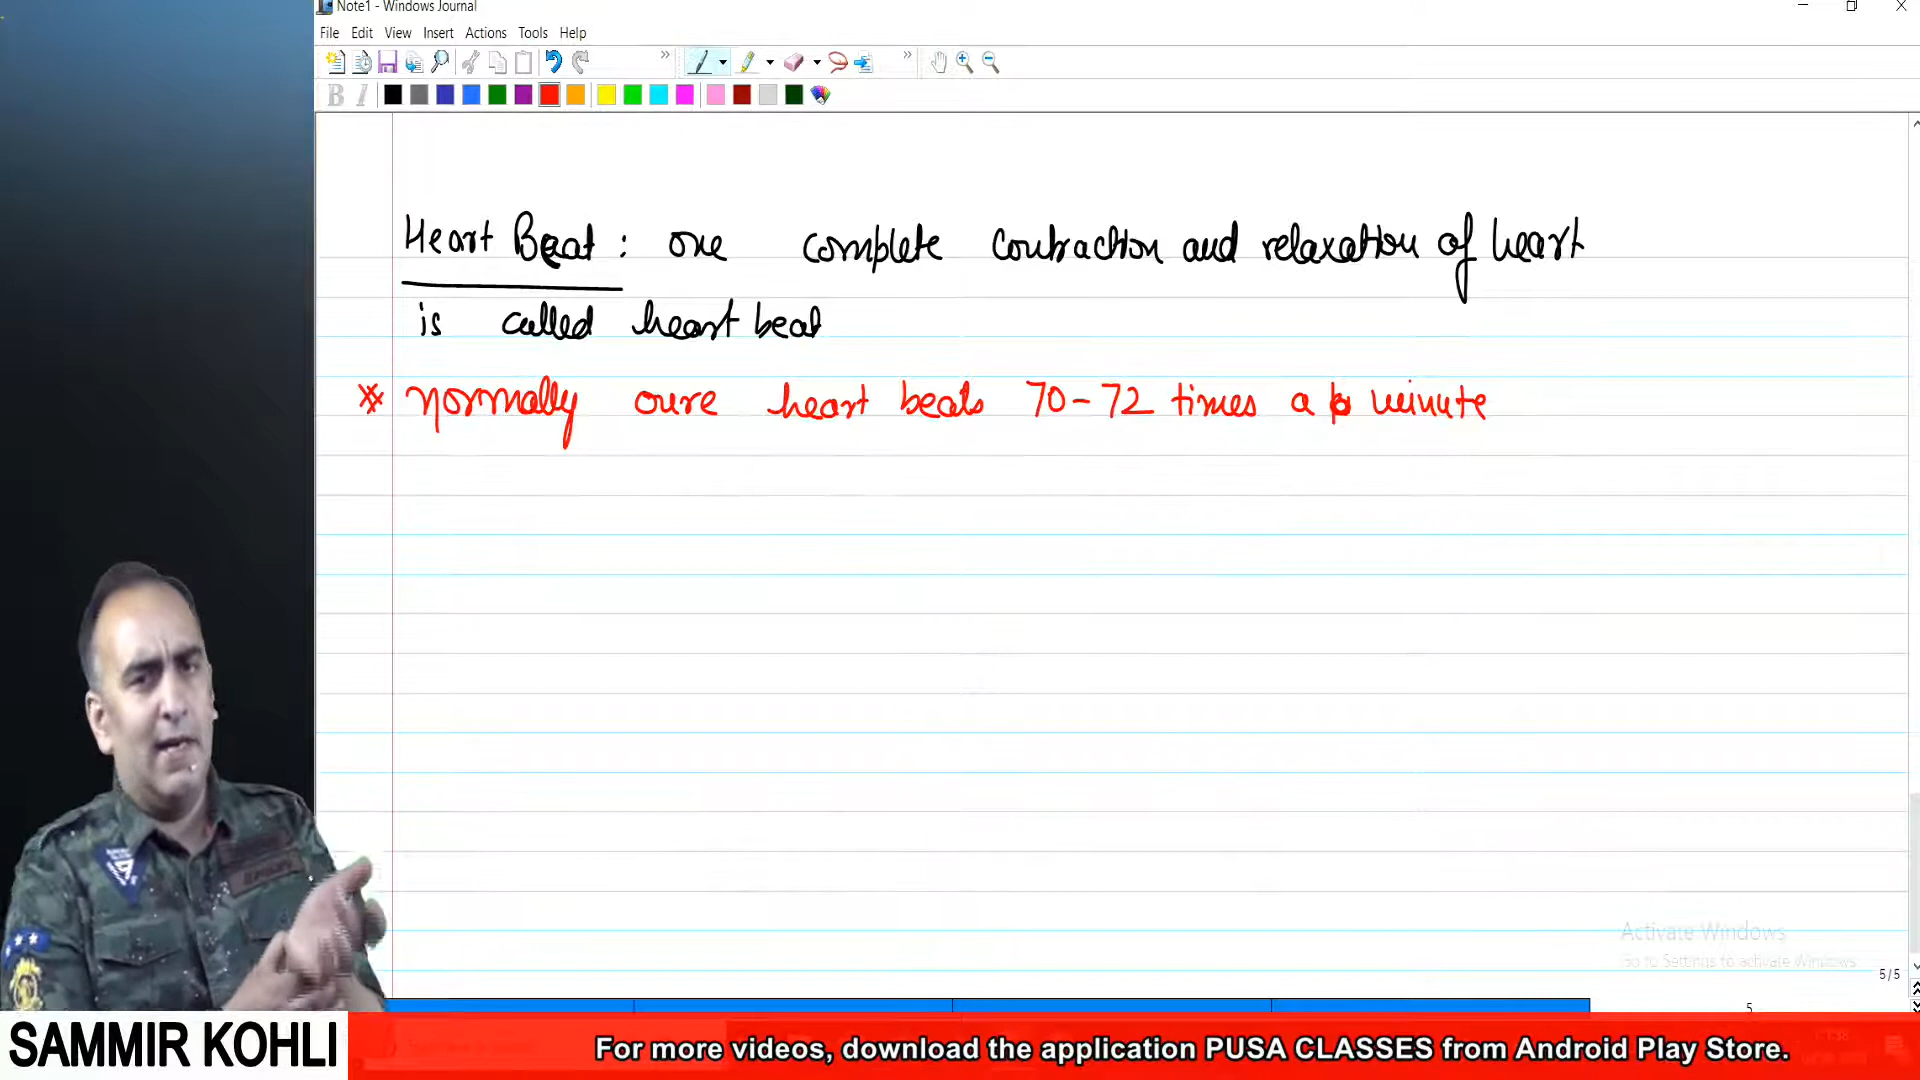 Note1 - Windows Journal
File Edit View Insert Actions Tools Help
B I
Heart Beat : one complete contraction and relaxation of heart
is called heart beat
* normally oure heart beats 70-72 times a minute
Activate Windows
Go to Settings to activate Windows.
5/5
5
SAMMIR KOHLI
For more videos, download the application PUSA CLASSES from Android Play Store.